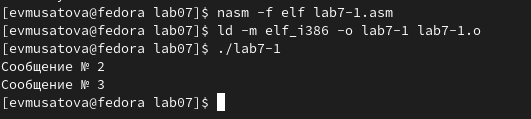 [evmusatova@fedora lab07]$ nasm -f elf lab7-1.asm
[evmusatova@fedora lab07]$ ld -m elf_i386 -o lab7-1 lab7-1.o
[evmusatova@fedora lab07]$ ./lab7-1
Сообщение № 2
Сообщение № 3
[evmusatova@fedora lab07]$